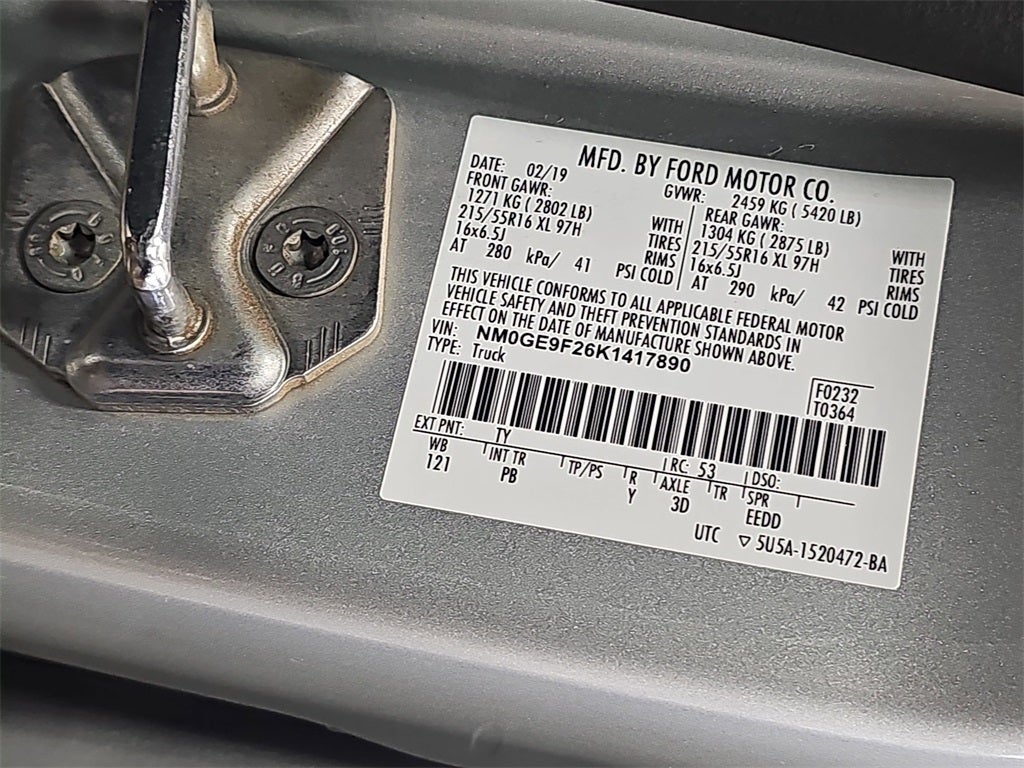 MFD. BY FORD MOTOR CO.
DATE: 02/19 GVWR: 2459 KG ( 5420 LB)
FRONT GAWR: REAR GAWR:
1271 KG ( 2802 LB) WITH 1304 KG ( 2875 LB) WITH
215/55R16 XL 97H TIRES 215/55R16 XL 97H TIRES
16x6.5J RIMS 16x6.5J RIMS
AT 280 kPa/ 41 PSI COLD AT 290 kPa/ 42 PSI COLD
THIS VEHICLE CONFORMS TO ALL APPLICABLE FEDERAL MOTOR
VEHICLE SAFETY AND THEFT PREVENTION STANDARDS IN
EFFECT ON THE DATE OF MANUFACTURE SHOWN ABOVE.
VIN: NM0GE9F26K1417890
TYPE: Truck
F0232
T0364
EXT PNT: TY RC: 53 DSO:
WB INT TR TP/PS R AXLE TR SPR
121 PB Y 3D EEDD
UTC ▽ 5U5A-1520472-BA